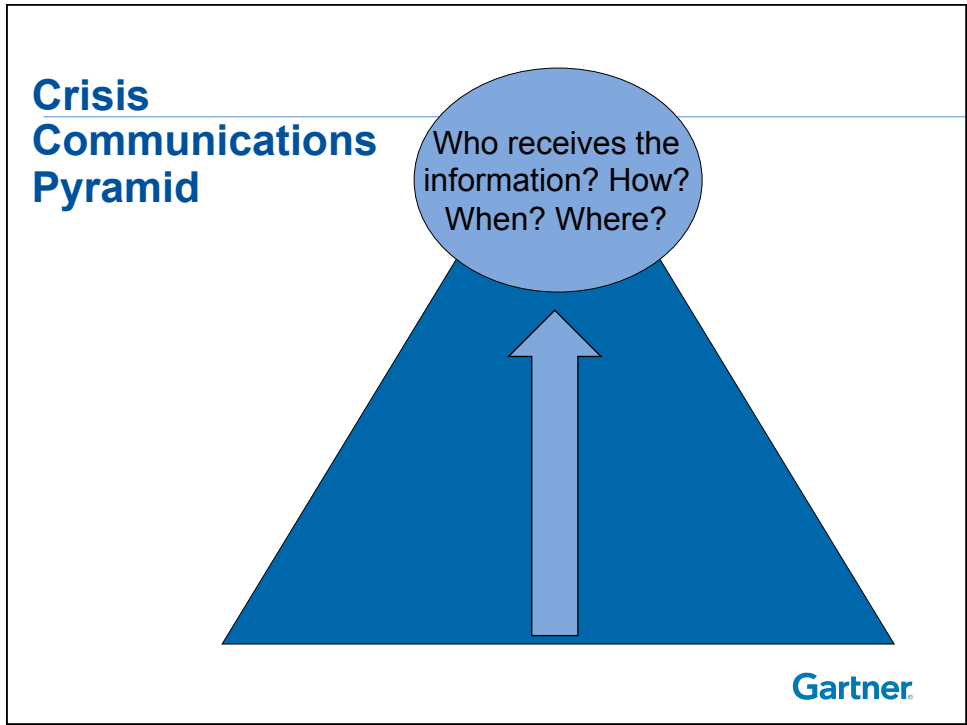 Crisis
Communications
Pyramid
Who receives the
information? How?
When? Where?
Gartner